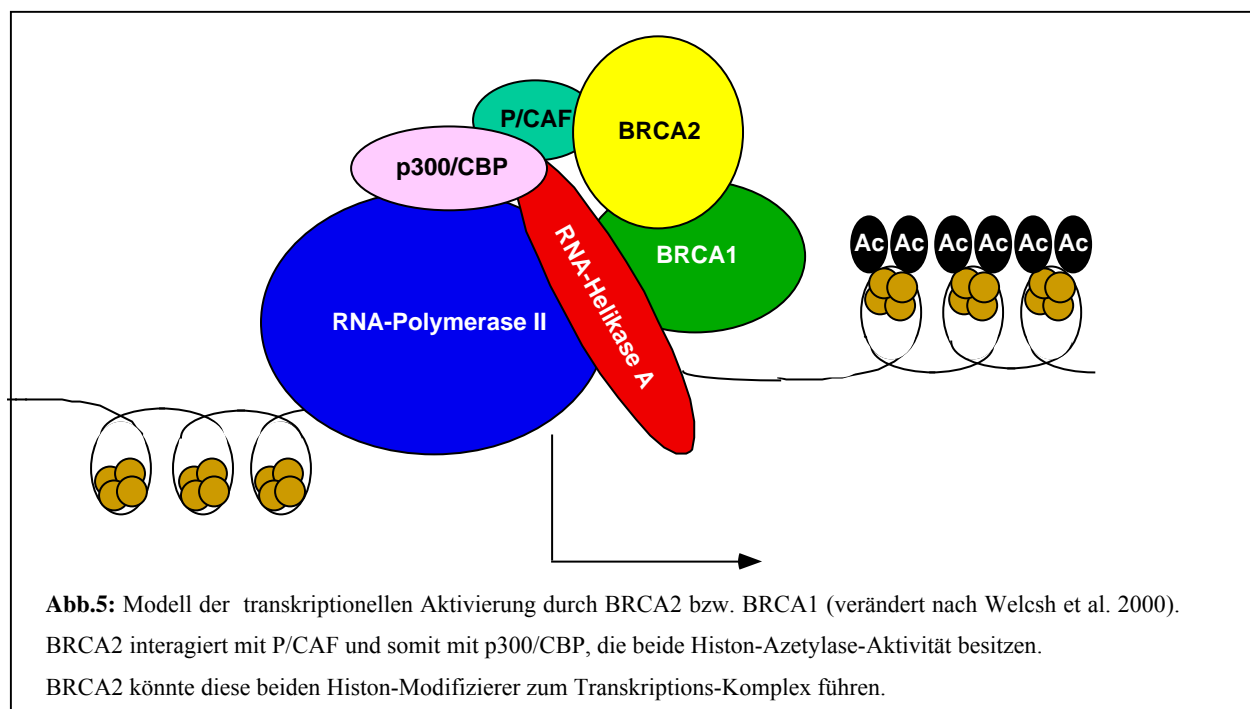 P/CAF
BRCA2
p300/CBP
RNA-Helikase A
BRCA1
RNA-Polymerase II
Ac Ac Ac Ac Ac Ac
Abb.5: Modell der transkriptionellen Aktivierung durch BRCA2 bzw. BRCA1 (verändert nach Welcsh et al. 2000).
BRCA2 interagiert mit P/CAF und somit mit p300/CBP, die beide Histon-Azetylase-Aktivität besitzen.
BRCA2 könnte diese beiden Histon-Modifizierer zum Transkriptions-Komplex führen.